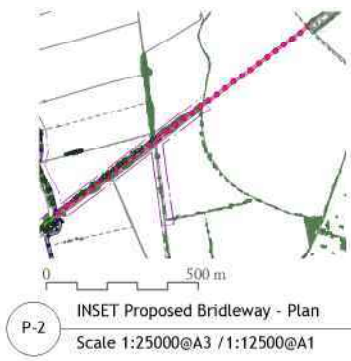 0 500 m
P-2
INSET Proposed Bridleway - Plan
Scale 1:25000@A3 /1:12500@A1